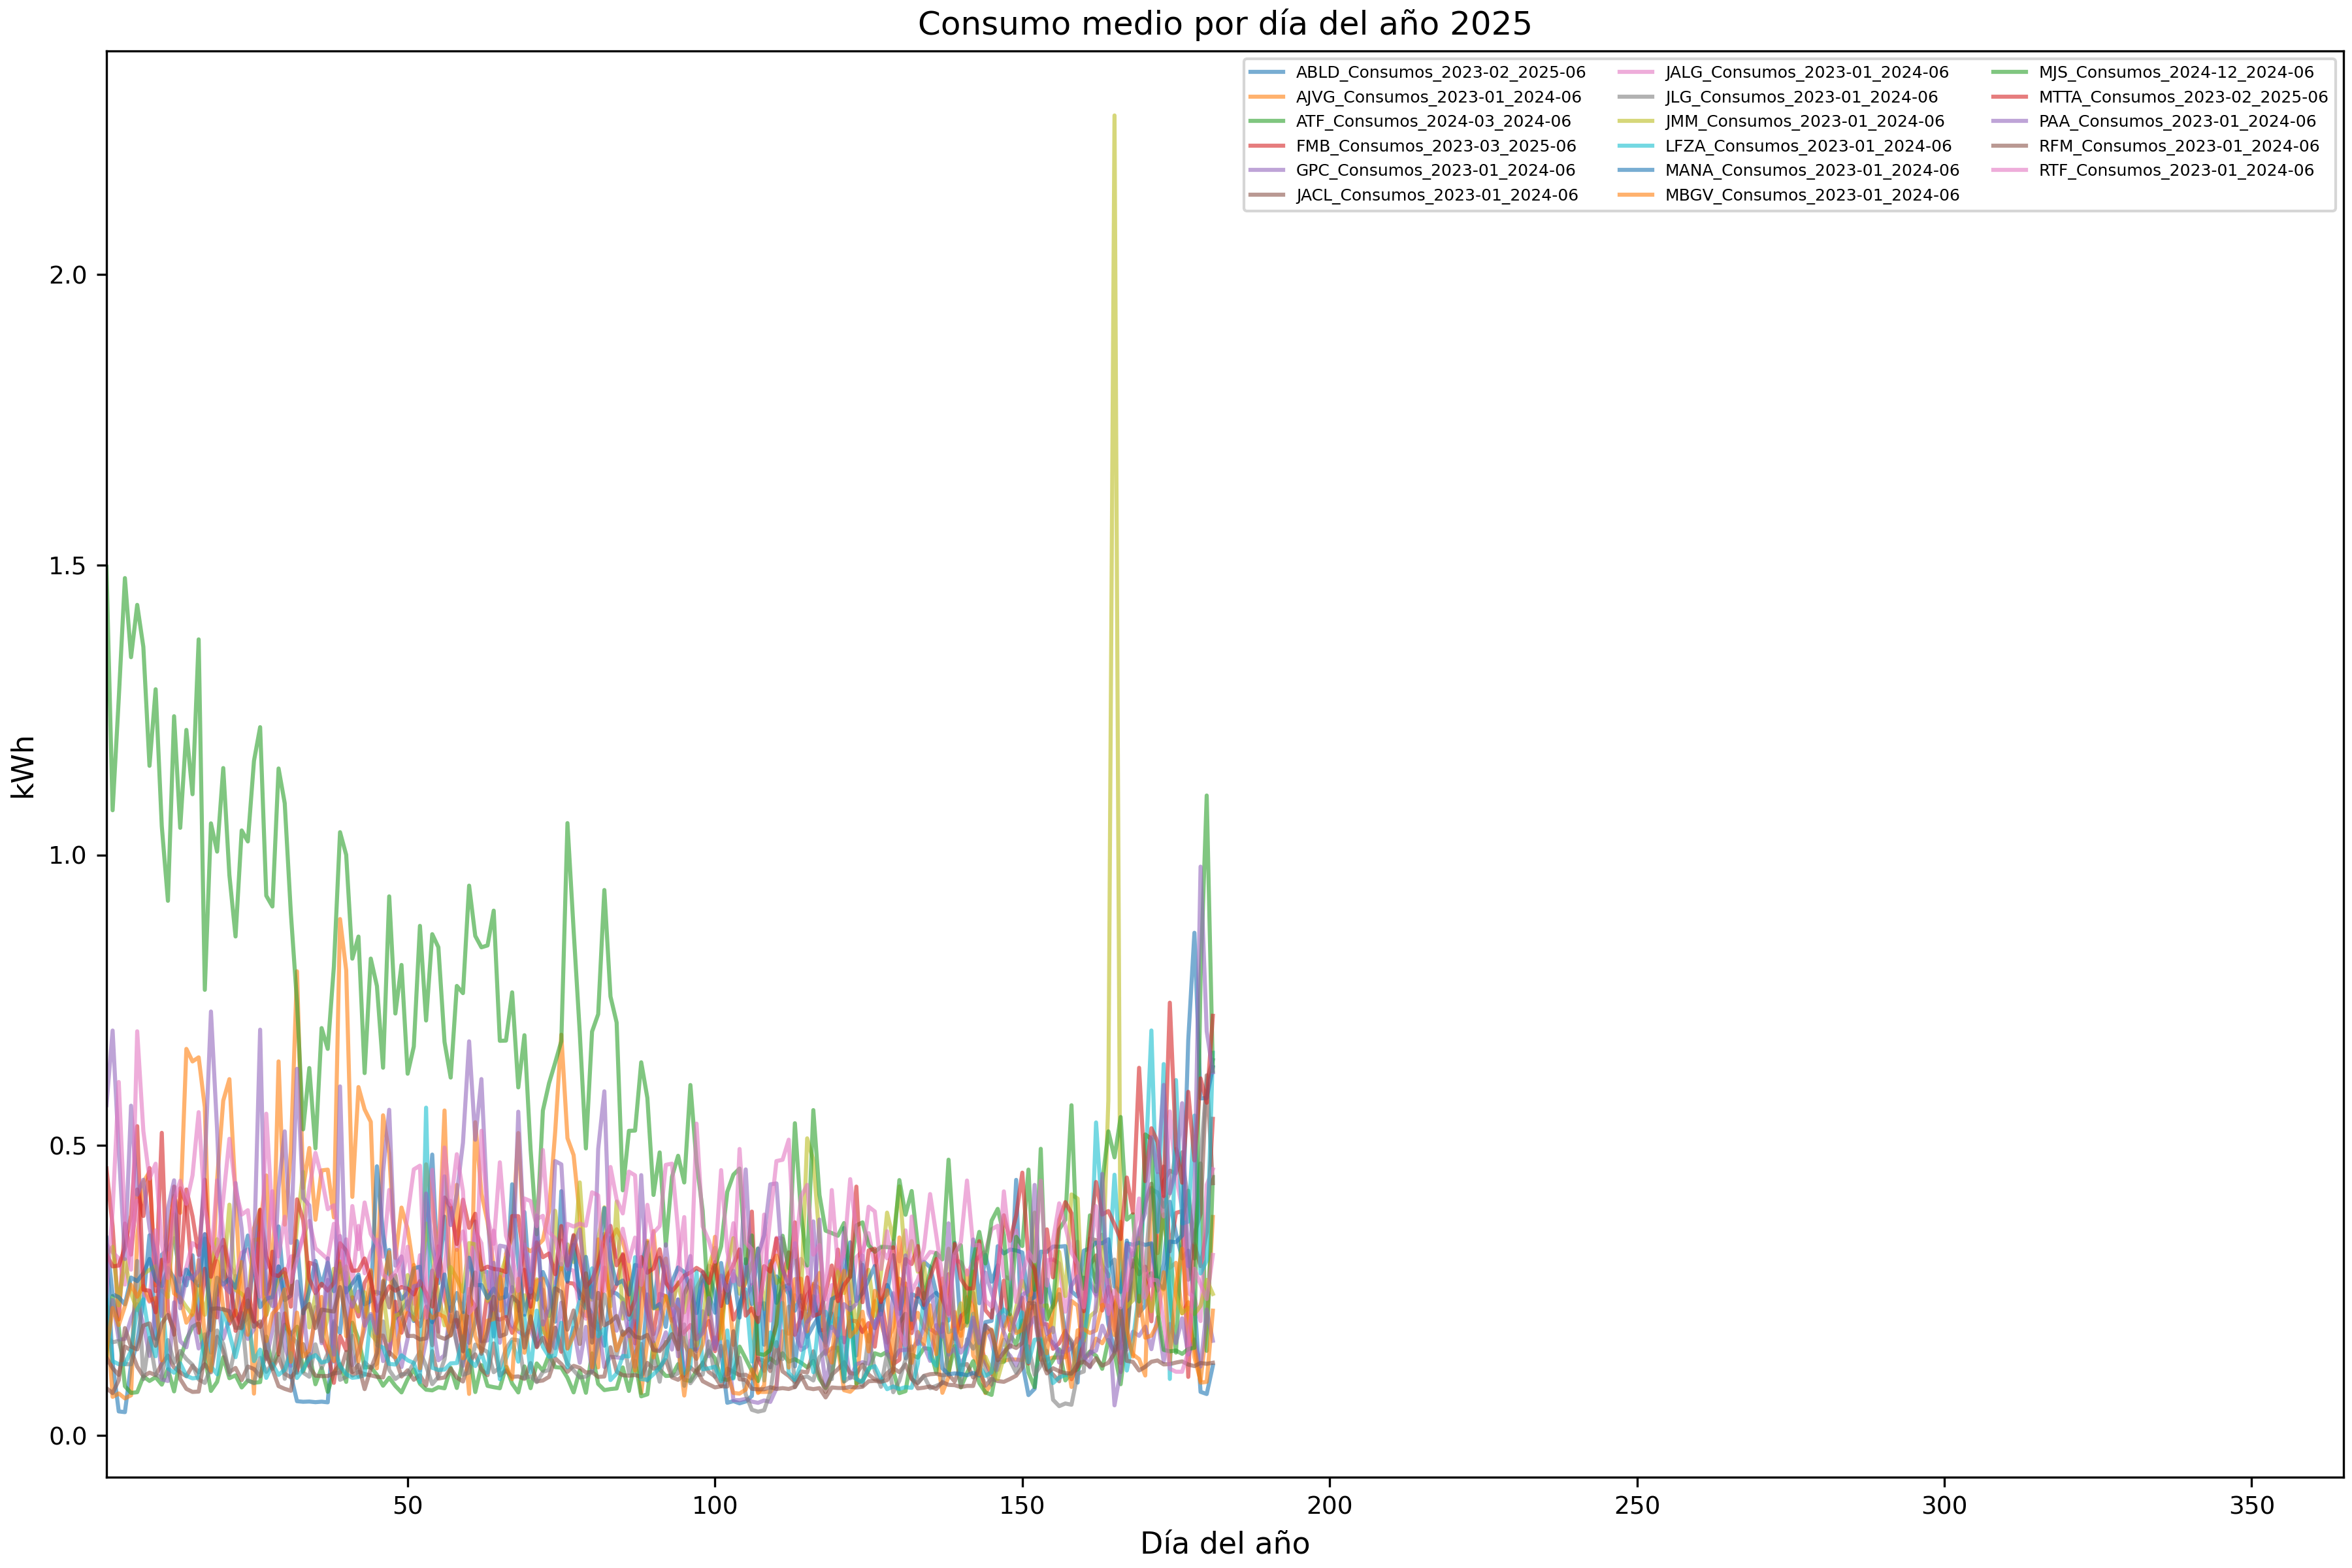 Consumo medio por día del año 2025
ABLD_Consumos_2023-02_2025-06
AJVG_Consumos_2023-01_2024-06
ATF_Consumos_2024-03_2024-06
FMB_Consumos_2023-03_2025-06
GPC_Consumos_2023-01_2024-06
JACL_Consumos_2023-01_2024-06
JALG_Consumos_2023-01_2024-06
JLG_Consumos_2023-01_2024-06
JMM_Consumos_2023-01_2024-06
LFZA_Consumos_2023-01_2024-06
MANA_Consumos_2023-01_2024-06
MBGV_Consumos_2023-01_2024-06
MJS_Consumos_2024-12_2024-06
MTTA_Consumos_2023-02_2025-06
PAA_Consumos_2023-01_2024-06
RFM_Consumos_2023-01_2024-06
RTF_Consumos_2023-01_2024-06
kWh
2.0
1.5
1.0
0.5
0.0
50 100 150 200 250 300 350
Día del año